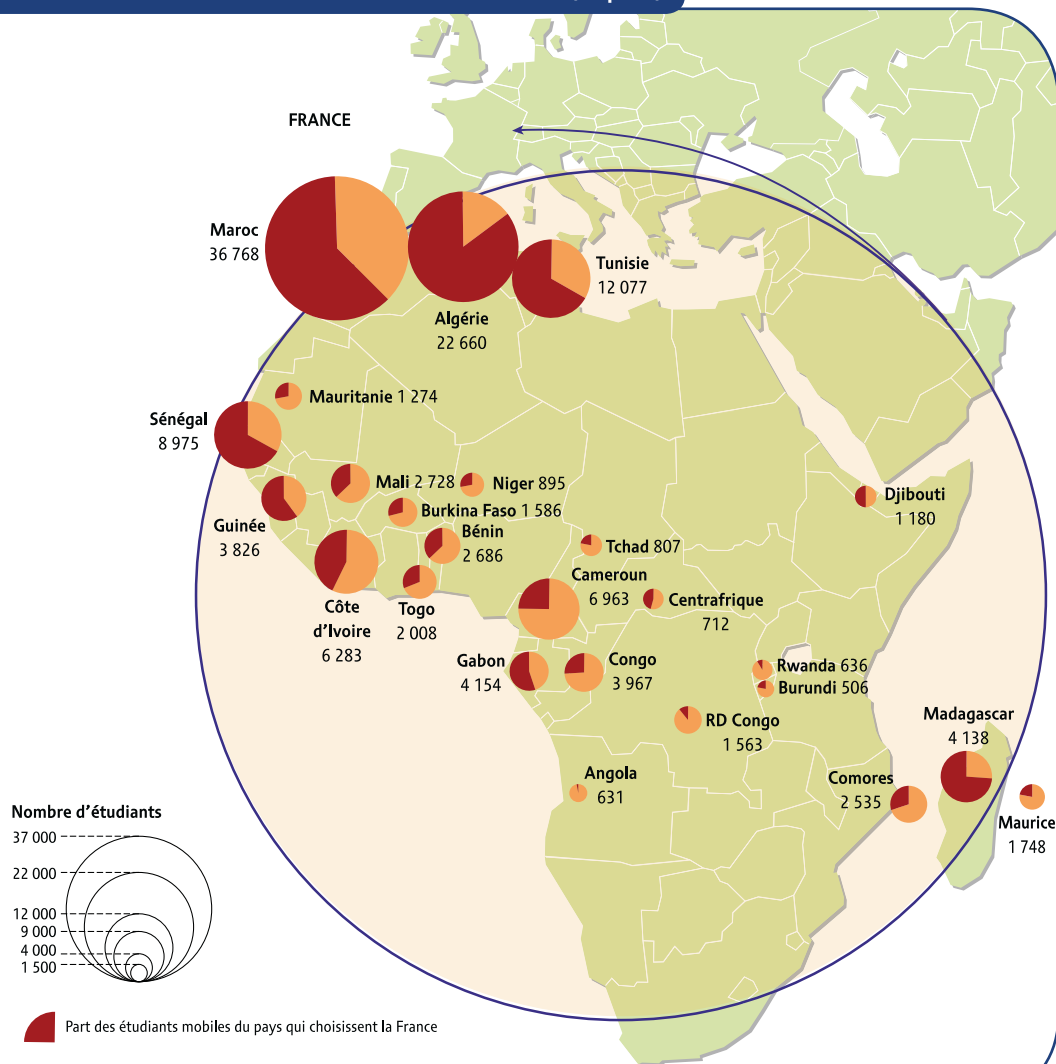 FRANCE
Maroc
36 768
Algérie
22 660
Tunisie
12 077
Mauritanie 1 274
Sénégal
8 975
Mali 2 728
Niger 895
Burkina Faso 1 586
Guinée
3 826
Bénin
2 686
Djibouti
1 180
Tchad 807
Côte
d'Ivoire
6 283
Togo
2 008
Cameroun
6 963
Centrafrique
712
Gabon
4 154
Congo
3 967
Rwanda 636
Burundi 506
RD Congo
1 563
Madagascar
4 138
Angola
631
Comores
2 535
Maurice
1 748
Nombre d'étudiants
37 000
22 000
12 000
9 000
4 000
1 500
Part des étudiants mobiles du pays qui choisissent la France